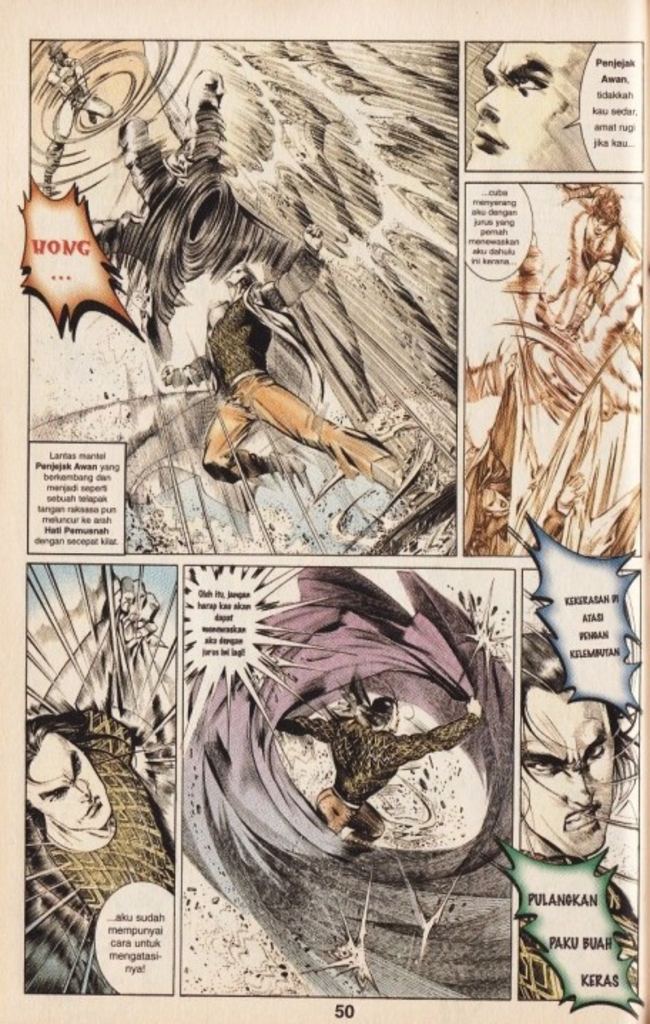 HONG
...
Lantas mantel
Penjejak Awan yang
berkembang dan
menjadi seperti
sebuah telapak
tangan raksasa pun
meluncur ke arah
Hati Pemusnah
dengan secepat kilat.
Penjejak
Awan,
tidakkah
kau sedar,
amat rugi
jika kau...
...cuba
menyerang
aku dengan
jurus yang
pernah
menewaskan
aku dahulu
ini kerana...
...aku sudah
mempunyai
cara untuk
mengatasi-
nya!
Oleh itu, jangan
harap kau akan
dapat
menewaskan
aku dengan
jurus ini lagi!
KEKERASAN DI
ATASI
DENGAN
KELEMBUTAN
PULANGKAN
PAKU BUAH
KERAS
50